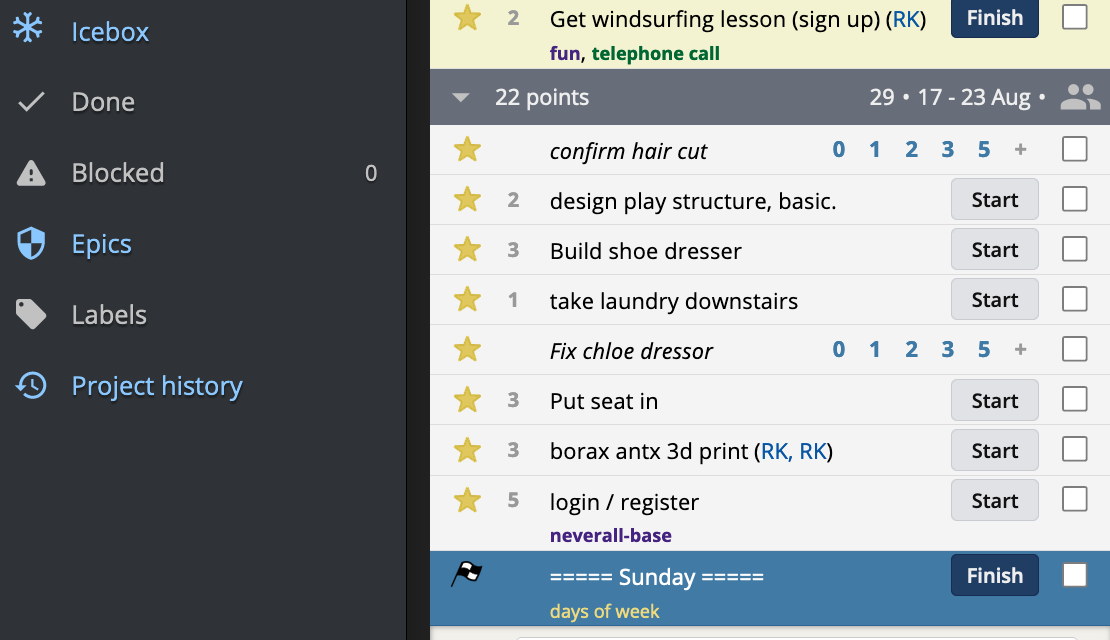 Icebox
Done
Blocked 0
Epics
Labels
Project history
2 Get windsurfing lesson (sign up) (RK) Finish
fun, telephone call
22 points 29 • 17 - 23 Aug •
confirm hair cut 0 1 2 3 5 +
2 design play structure, basic. Start
3 Build shoe dresser Start
1 take laundry downstairs Start
Fix chloe dressor 0 1 2 3 5 +
3 Put seat in Start
3 borax antx 3d print (RK, RK) Start
5 login / register Start
neverall-base
===== Sunday ===== Finish
days of week